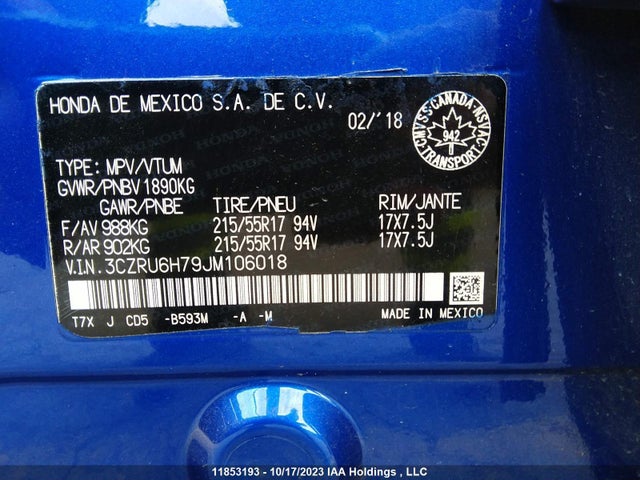 HONDA DE MEXICO S.A. DE C.V.
02/'18
CMVSS·CANADA·NSVAC
942
TRANSPORT
TYPE: MPV/VTUM
GVWR/PNBV 1890KG
GAWR/PNBE TIRE/PNEU RIM/JANTE
F/AV 988KG 215/55R17 94V 17X7.5J
R/AR 902KG 215/55R17 94V 17X7.5J
V.I.N. 3CZRU6H79JM106018
T7X J CD5 -B593M -A -M MADE IN MEXICO
11853193 - 10/17/2023 IAA Holdings , LLC